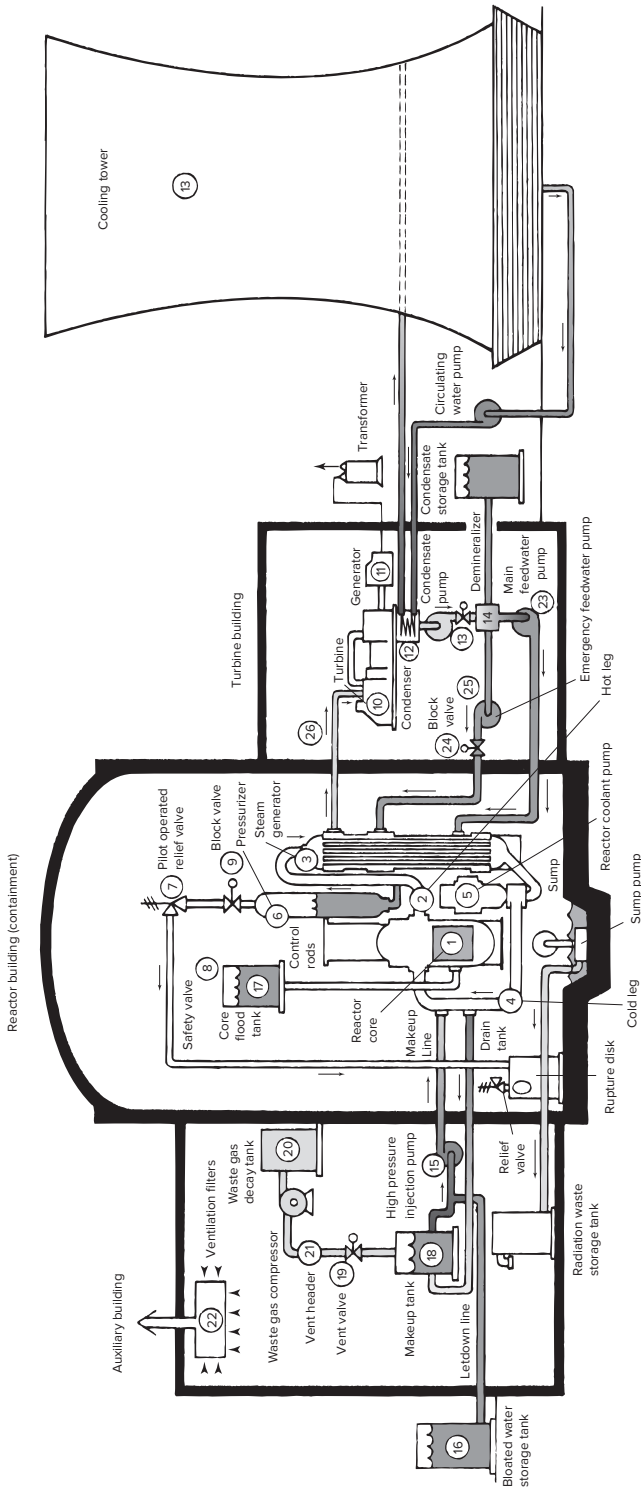 Reactor building (containment)
Auxiliary building
Turbine building
Cooling tower
13
Ventilation filters
22
Waste gas
decay tank
20
Waste gas compressor
21
Vent header
Vent valve
19
Makeup tank
18
High pressure
injection pump
15
Letdown line
16
Bloated water
storage tank
Radiation waste
storage tank
Relief
valve
Rupture disk
Drain
tank
Makeup
Line
Safety valve
8
Core
flood
tank
17
Pilot operated
relief valve
7
Block valve
9
Pressurizer
6
Steam
generator
3
Control
rods
Reactor
core
1
2
5
4
Cold leg
Sump
Sump pump
Reactor coolant pump
Hot leg
Emergency feedwater pump
26
Turbine
10
Generator
11
Transformer
Condenser
12
Condensate
pump
13
Block
valve
24
25
Demineralizer
14
Main
feedwater
pump
23
Condensate
storage tank
Circulating
water pump